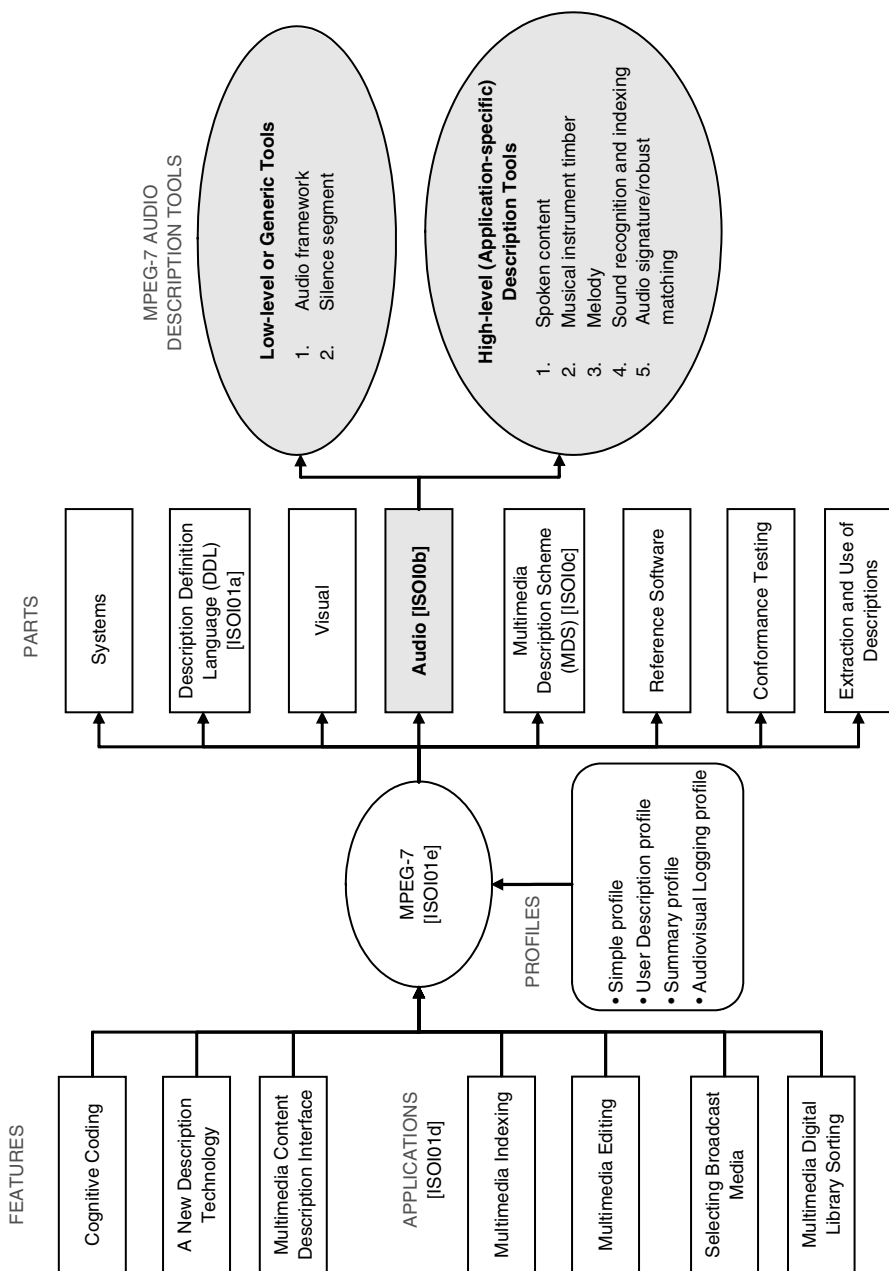 FEATURES
Cognitive Coding
A New Description
Technology
Multimedia Content
Description Interface
APPLICATIONS
[ISOI01d]
Multimedia Indexing
Multimedia Editing
Selecting Broadcast
Media
Multimedia Digital
Library Sorting
MPEG-7
[ISOI01e]
PROFILES
• Simple profile
• User Description profile
• Summary profile
• Audiovisual Logging profile
PARTS
Systems
Description Definition
Language (DDL)
[ISOI01a]
Visual
Audio [ISOI0b]
Multimedia
Description Scheme
(MDS) [ISOI0c]
Reference Software
Conformance Testing
Extraction and Use of
Descriptions
MPEG-7 AUDIO
DESCRIPTION TOOLS
Low-level or Generic Tools
1. Audio framework
2. Silence segment
High-level (Application-specific)
Description Tools
1. Spoken content
2. Musical instrument timber
3. Melody
4. Sound recognition and indexing
5. Audio signature/robust
matching